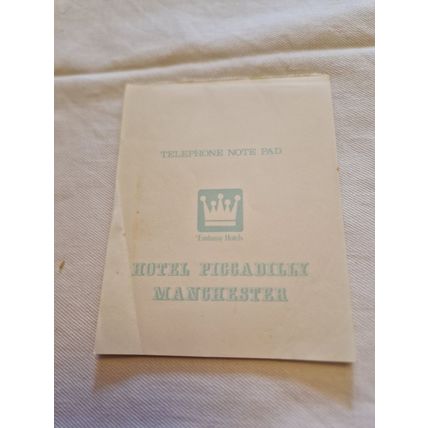 TELEPHONE NOTE PAD
Embassy Hotels
HOTEL PICCADILLY
MANCHESTER